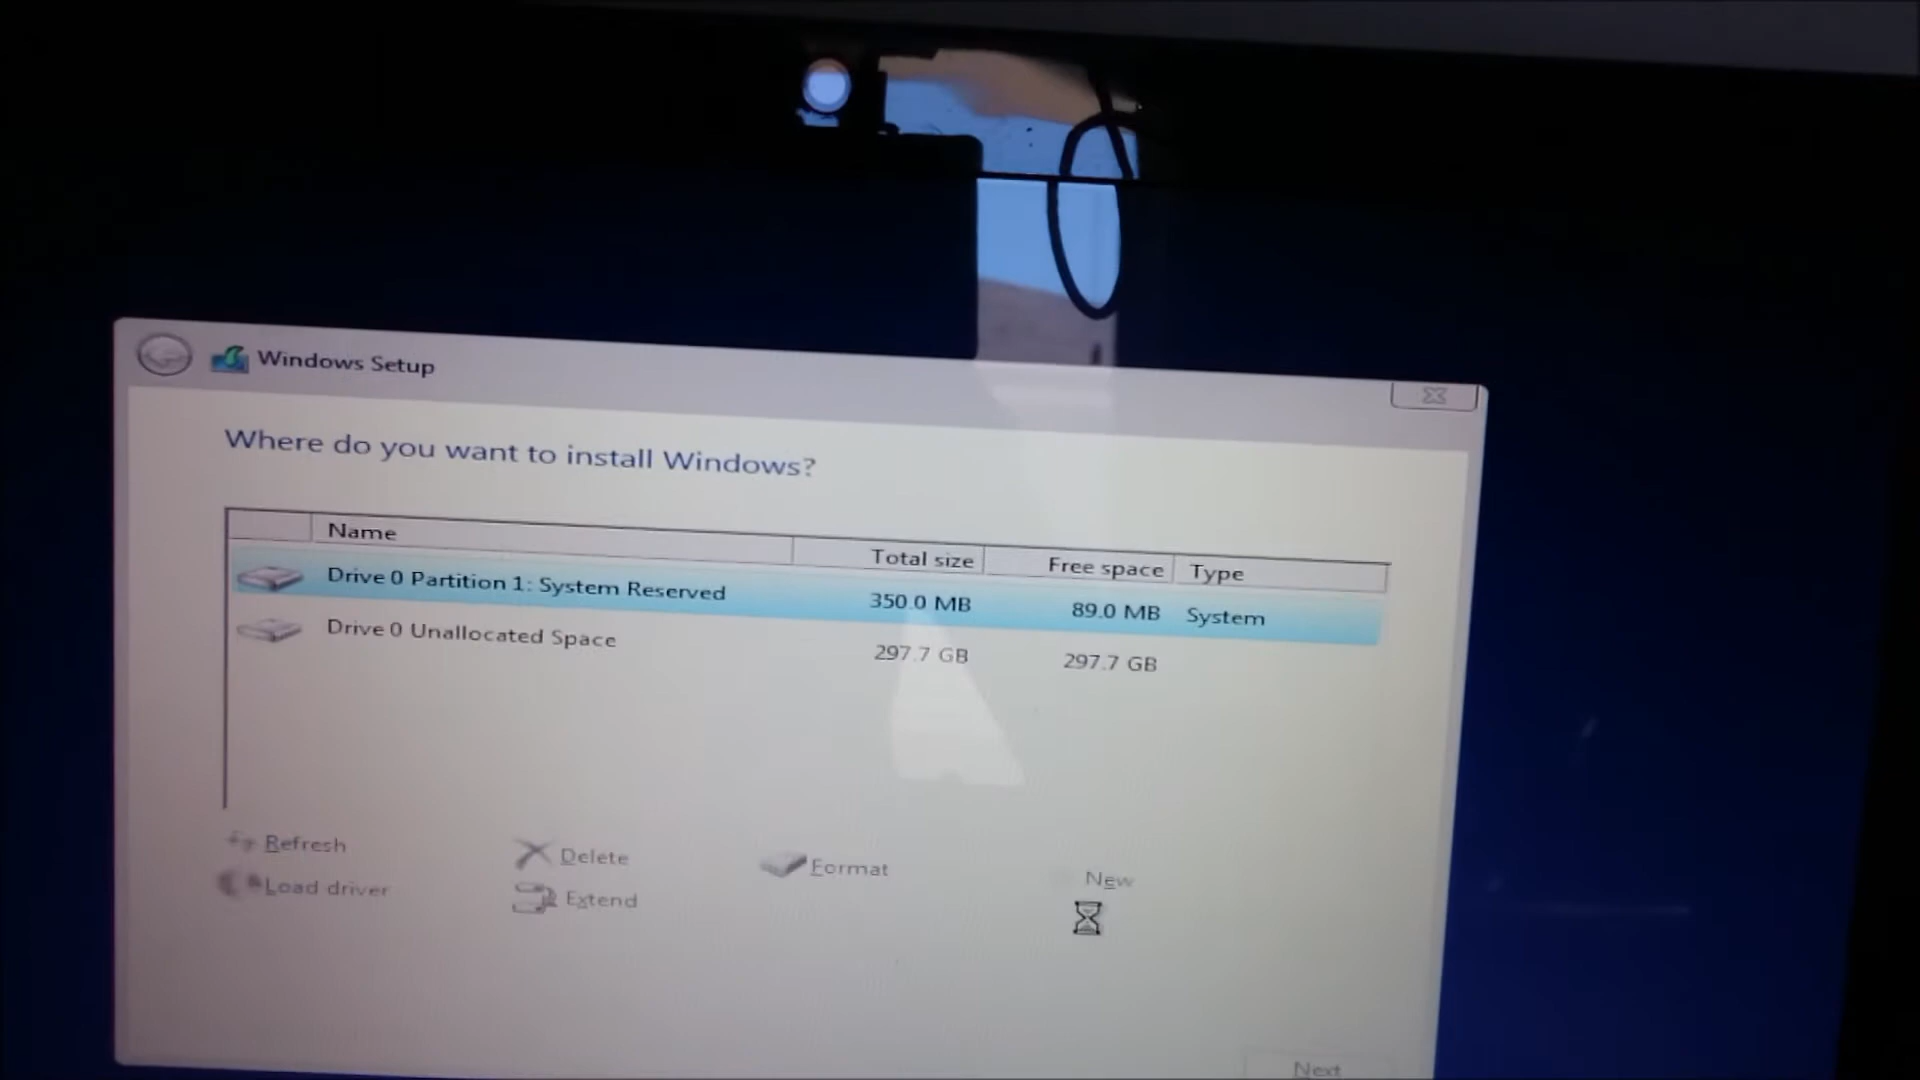 Windows Setup
Where do you want to install Windows?
Name Total size Free space Type
Drive 0 Partition 1: System Reserved 350.0 MB 89.0 MB System
Drive 0 Unallocated Space 297.7 GB 297.7 GB
Refresh Delete Format New
Load driver Extend
Next